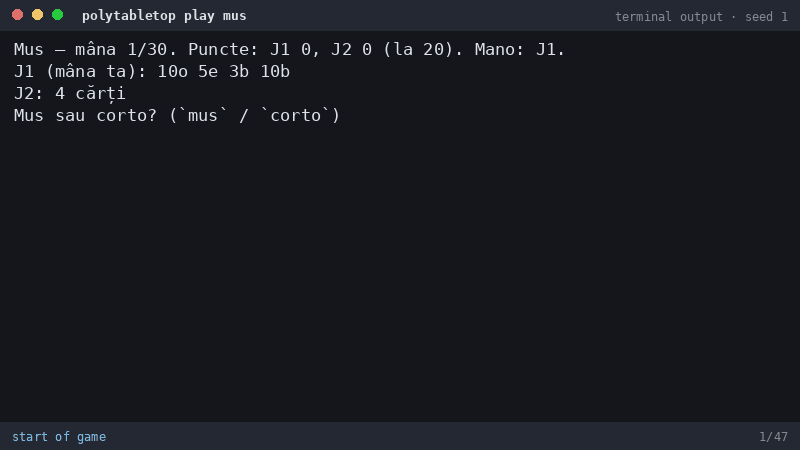 polytabletop play mus
terminal output · seed 1
Mus — mâna 1/30. Puncte: J1 0, J2 0 (la 20). Mano: J1.
J1 (mâna ta): 10o 5e 3b 10b
J2: 4 cărți
Mus sau corto? (`mus` / `corto`)
start of game
1/47